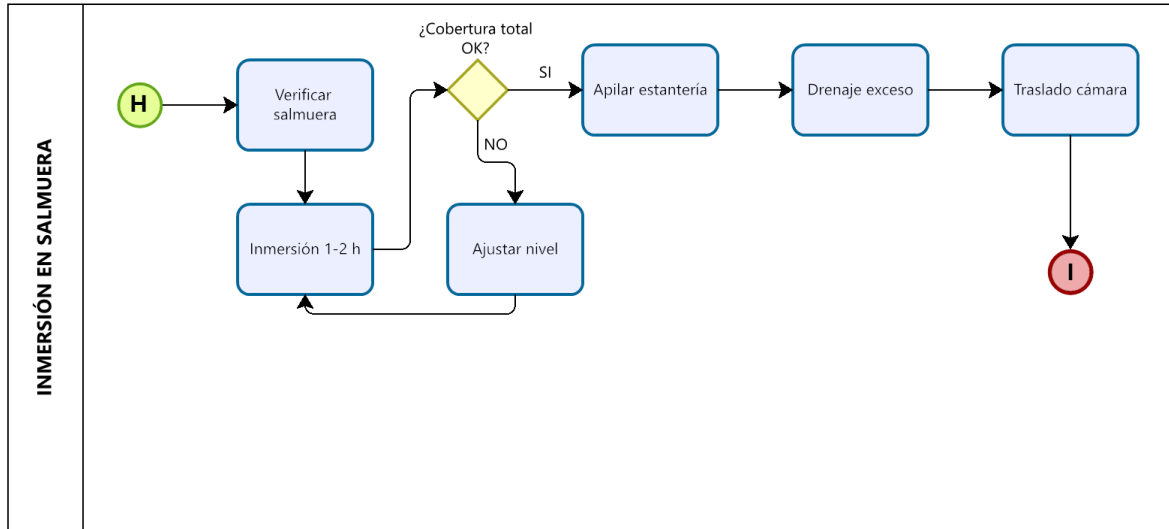 INMERSIÓN EN SALMUERA
H
Verificar
salmuera
Inmersión 1-2 h
¿Cobertura total
OK?
SI
NO
Ajustar nivel
Apilar estantería
Drenaje exceso
Traslado cámara
I